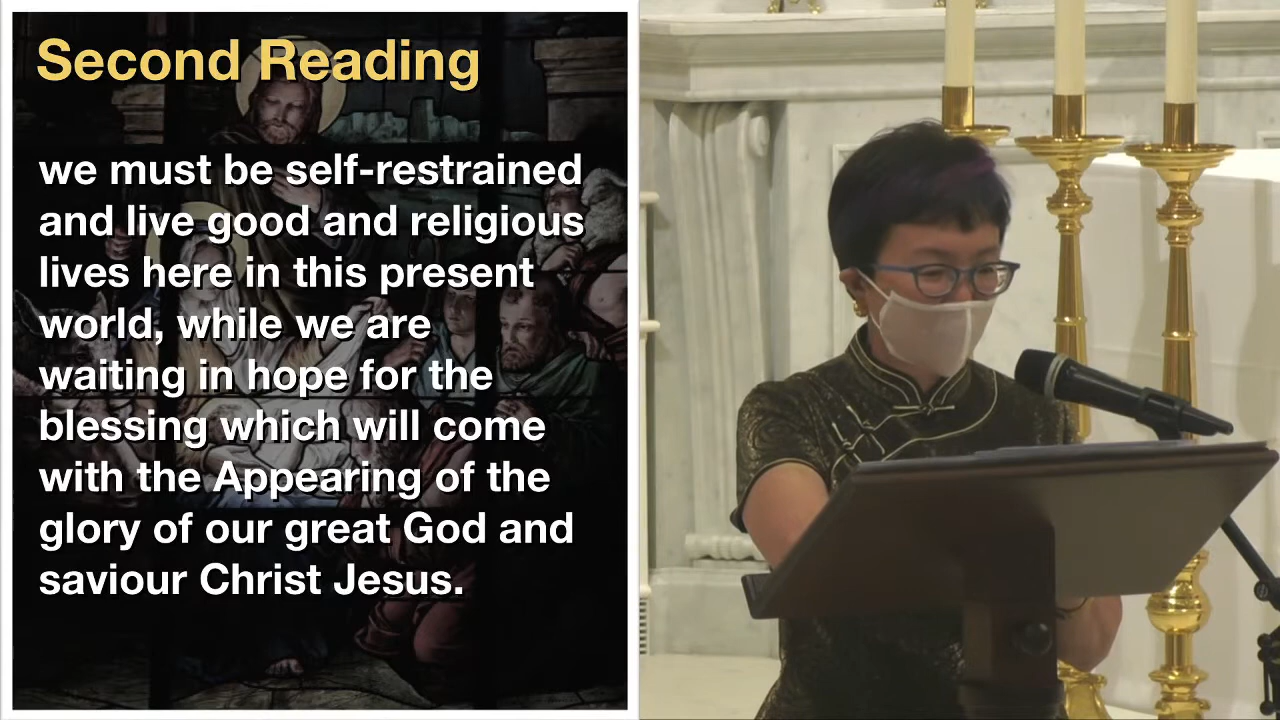 Second Reading
we must be self-restrained
and live good and religious
lives here in this present
world, while we are
waiting in hope for the
blessing which will come
with the Appearing of the
glory of our great God and
saviour Christ Jesus.